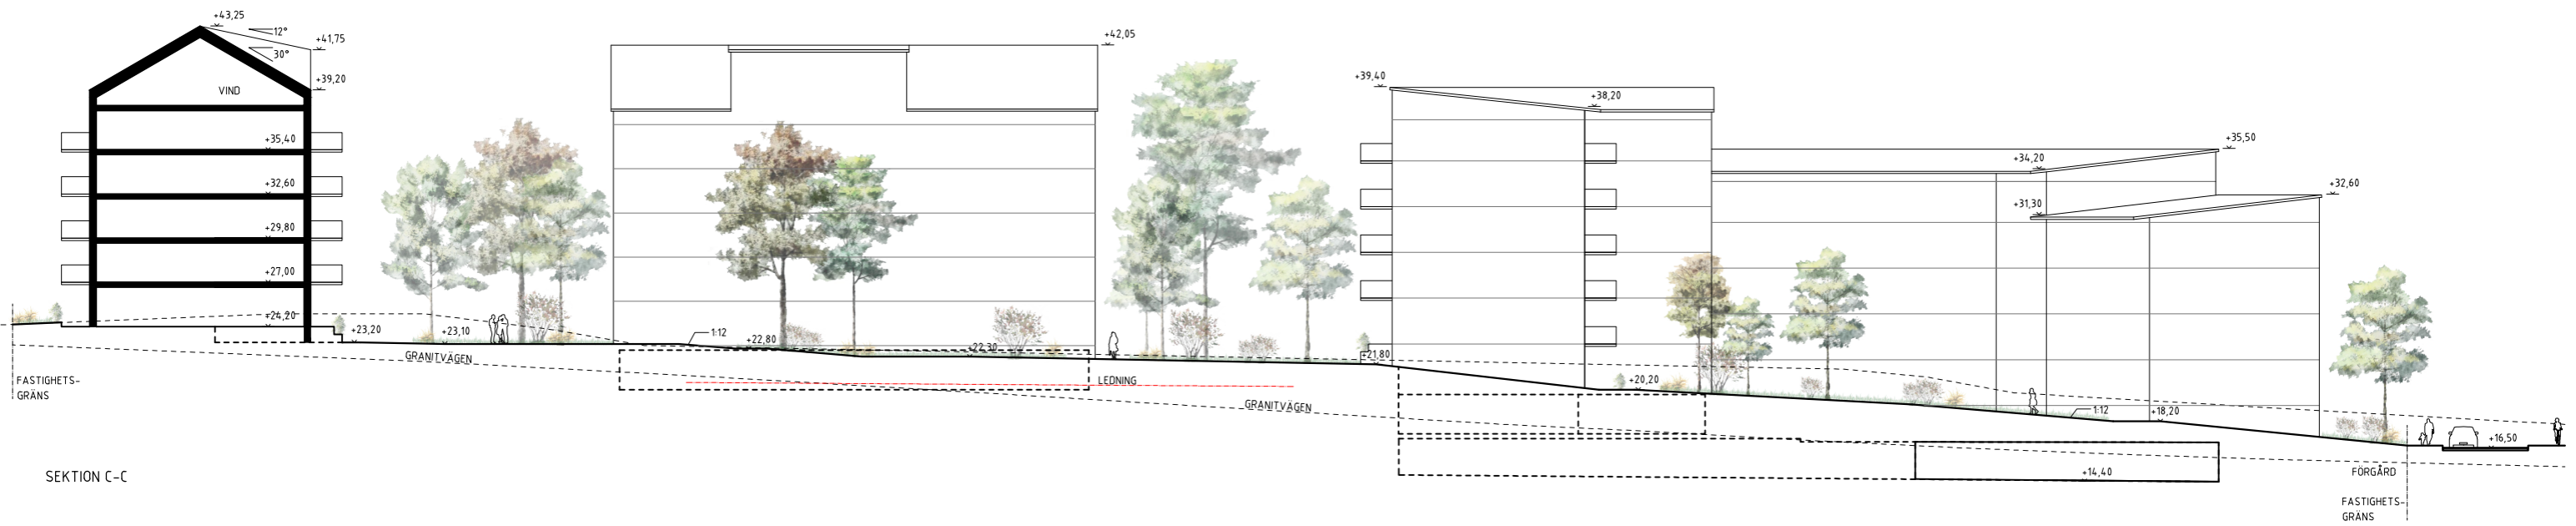 +43,25
12°
30°
+41,75
+39,20
VIND
+35,40
+32,60
+29,80
+27,00
+24,20
+23,20
+23,10
GRANITVÄGEN
FASTIGHETS-
GRÄNS
+42,05
1:12
+22,80
+22,30
LEDNING
GRANITVÄGEN
+39,40
+38,20
+21,80
+20,20
+35,50
+34,20
+32,60
+31,30
1:12
+18,20
+16,50
+14,40
FÖRGÅRD
FASTIGHETS-
GRÄNS
SEKTION C-C